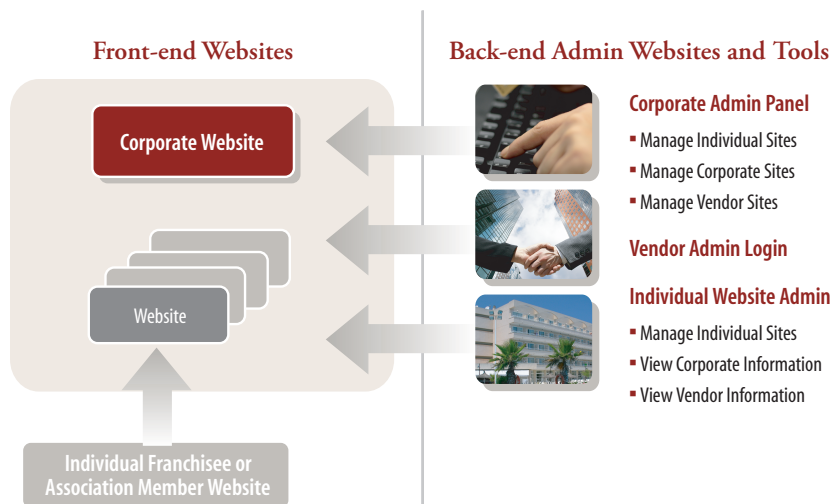 Front-end Websites
Corporate Website
Website
Individual Franchisee or
Association Member Website
Back-end Admin Websites and Tools
Corporate Admin Panel
▪ Manage Individual Sites
▪ Manage Corporate Sites
▪ Manage Vendor Sites
Vendor Admin Login
Individual Website Admin
▪ Manage Individual Sites
▪ View Corporate Information
▪ View Vendor Information